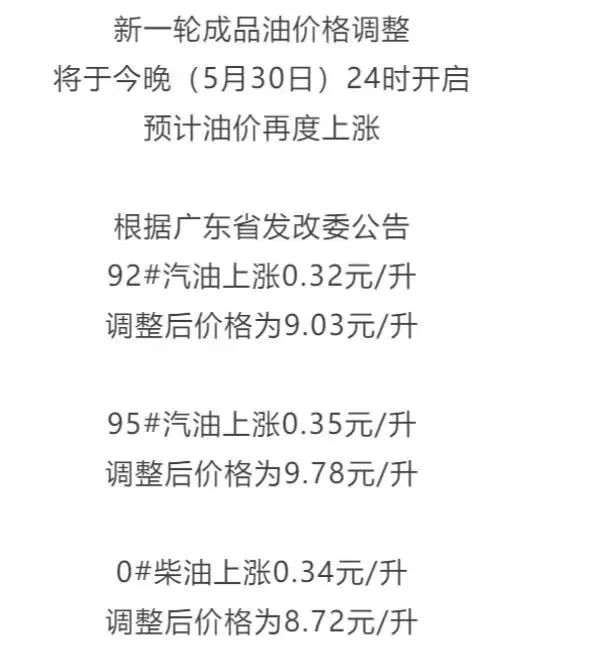 新一轮成品油价格调整
将于今晚（5月30日）24时开启
预计油价再度上涨
根据广东省发改委公告
92#汽油上涨0.32元/升
调整后价格为9.03元/升
95#汽油上涨0.35元/升
调整后价格为9.78元/升
0#柴油上涨0.34元/升
调整后价格为8.72元/升